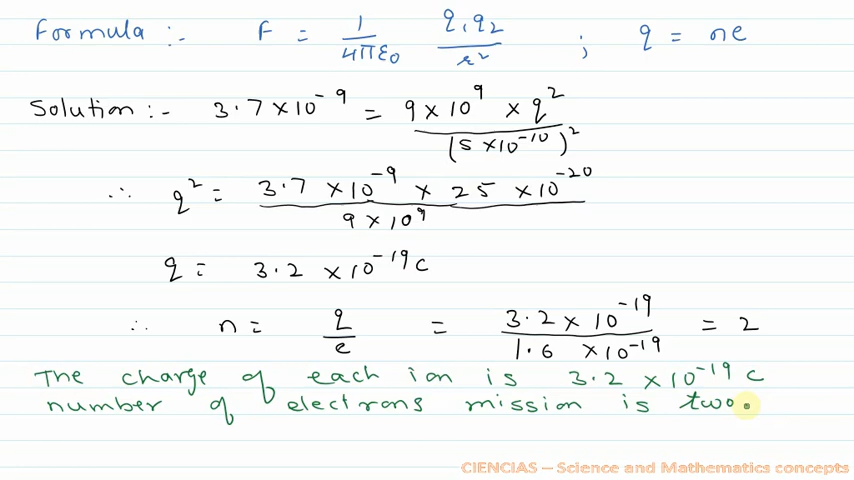 Formula :- F = 1/4πε0 q1q2/r² ; q = ne
Solution :- 3.7 ×10⁻⁹ = 9 × 10⁹ × q² / (5 ×10⁻¹⁰)²
∴ q² = 3.7 ×10⁻⁹ × 25 ×10⁻²⁰ / 9 × 10⁹
q = 3.2 ×10⁻¹⁹ C
∴ n = q/e = 3.2 × 10⁻¹⁹ / 1.6 ×10⁻¹⁹ = 2
The charge of each ion is 3.2 ×10⁻¹⁹ C
number of electrons mission is two.
CIENCIAS – Science and Mathematics concepts